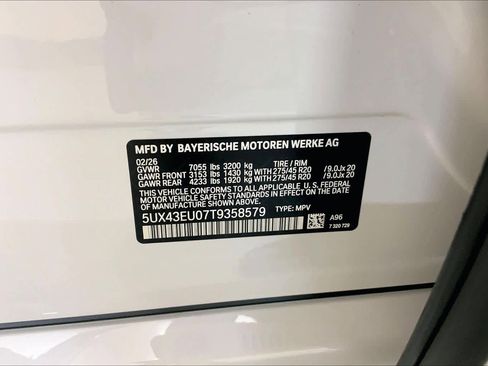 MFD BY BAYERISCHE MOTOREN WERKE AG
02/26
GVWR 7055 lbs 3200 kg TIRE / RIM
GAWR FRONT 3153 lbs 1430 kg WITH 275/45 R20 /9.0Jx 20
GAWR REAR 4233 lbs 1920 kg WITH 275/45 R20 /9.0Jx 20
THIS VEHICLE CONFORMS TO ALL APPLICABLE U. S. FEDERAL
MOTOR VEHICLE SAFETY STANDARDS IN EFFECT ON THE
DATE OF MANUFACTURE SHOWN ABOVE.
5UX43EU07T9358579 TYPE: MPV
A96
7 320 729